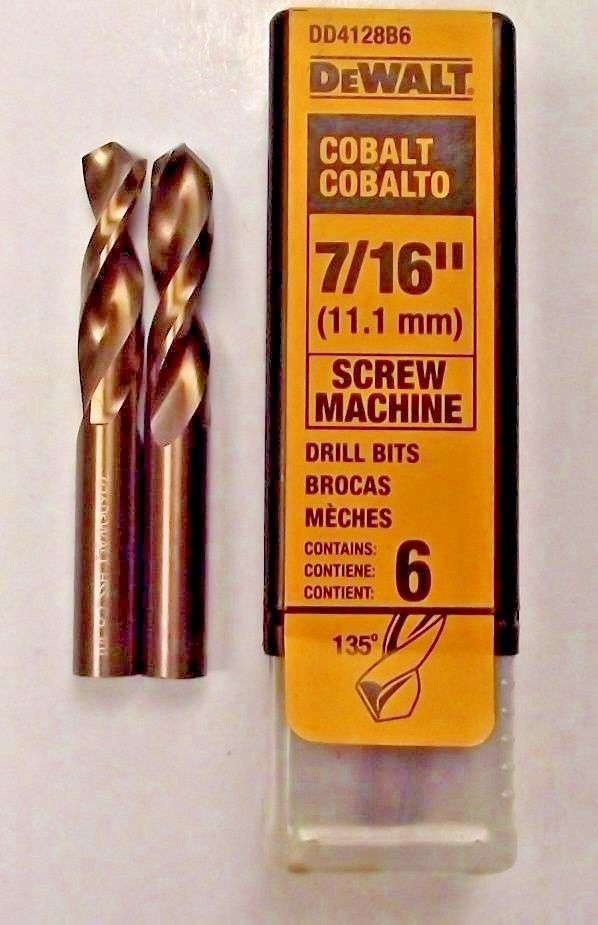 DD4128B6
DEWALT
COBALT
COBALTO
7/16"
(11.1 mm)
SCREW
MACHINE
DRILL BITS
BROCAS
MÈCHES
CONTAINS:
CONTIENE:
CONTIENT:
6
135°